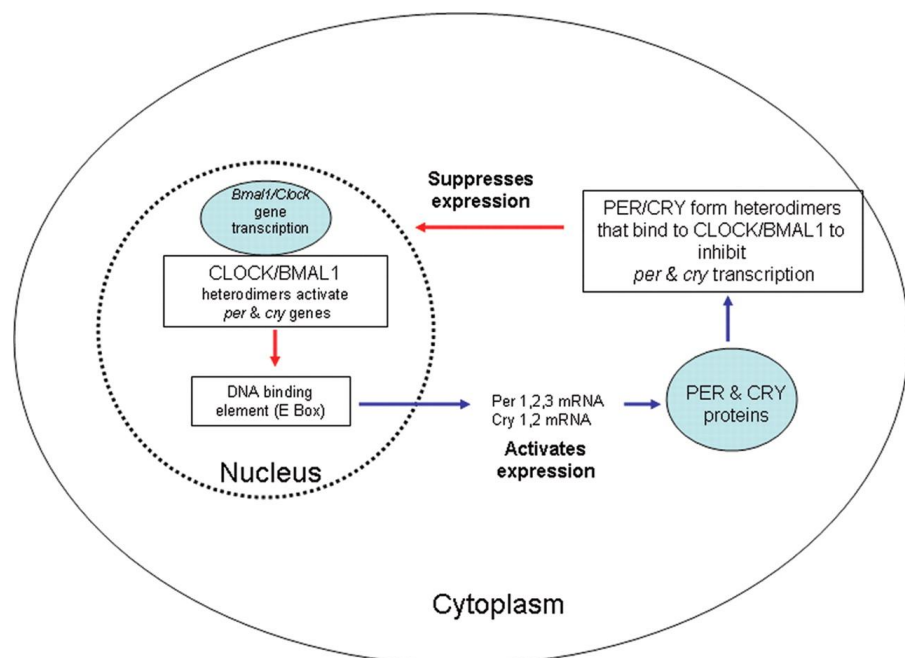 Bmal1/Clock
gene
transcription
CLOCK/BMAL1
heterodimers activate
per & cry genes
DNA binding
element (E Box)
Nucleus
Suppresses
expression
Per 1,2,3 mRNA
Cry 1,2 mRNA
Activates
expression
PER/CRY form heterodimers
that bind to CLOCK/BMAL1 to
inhibit
per & cry transcription
PER & CRY
proteins
Cytoplasm